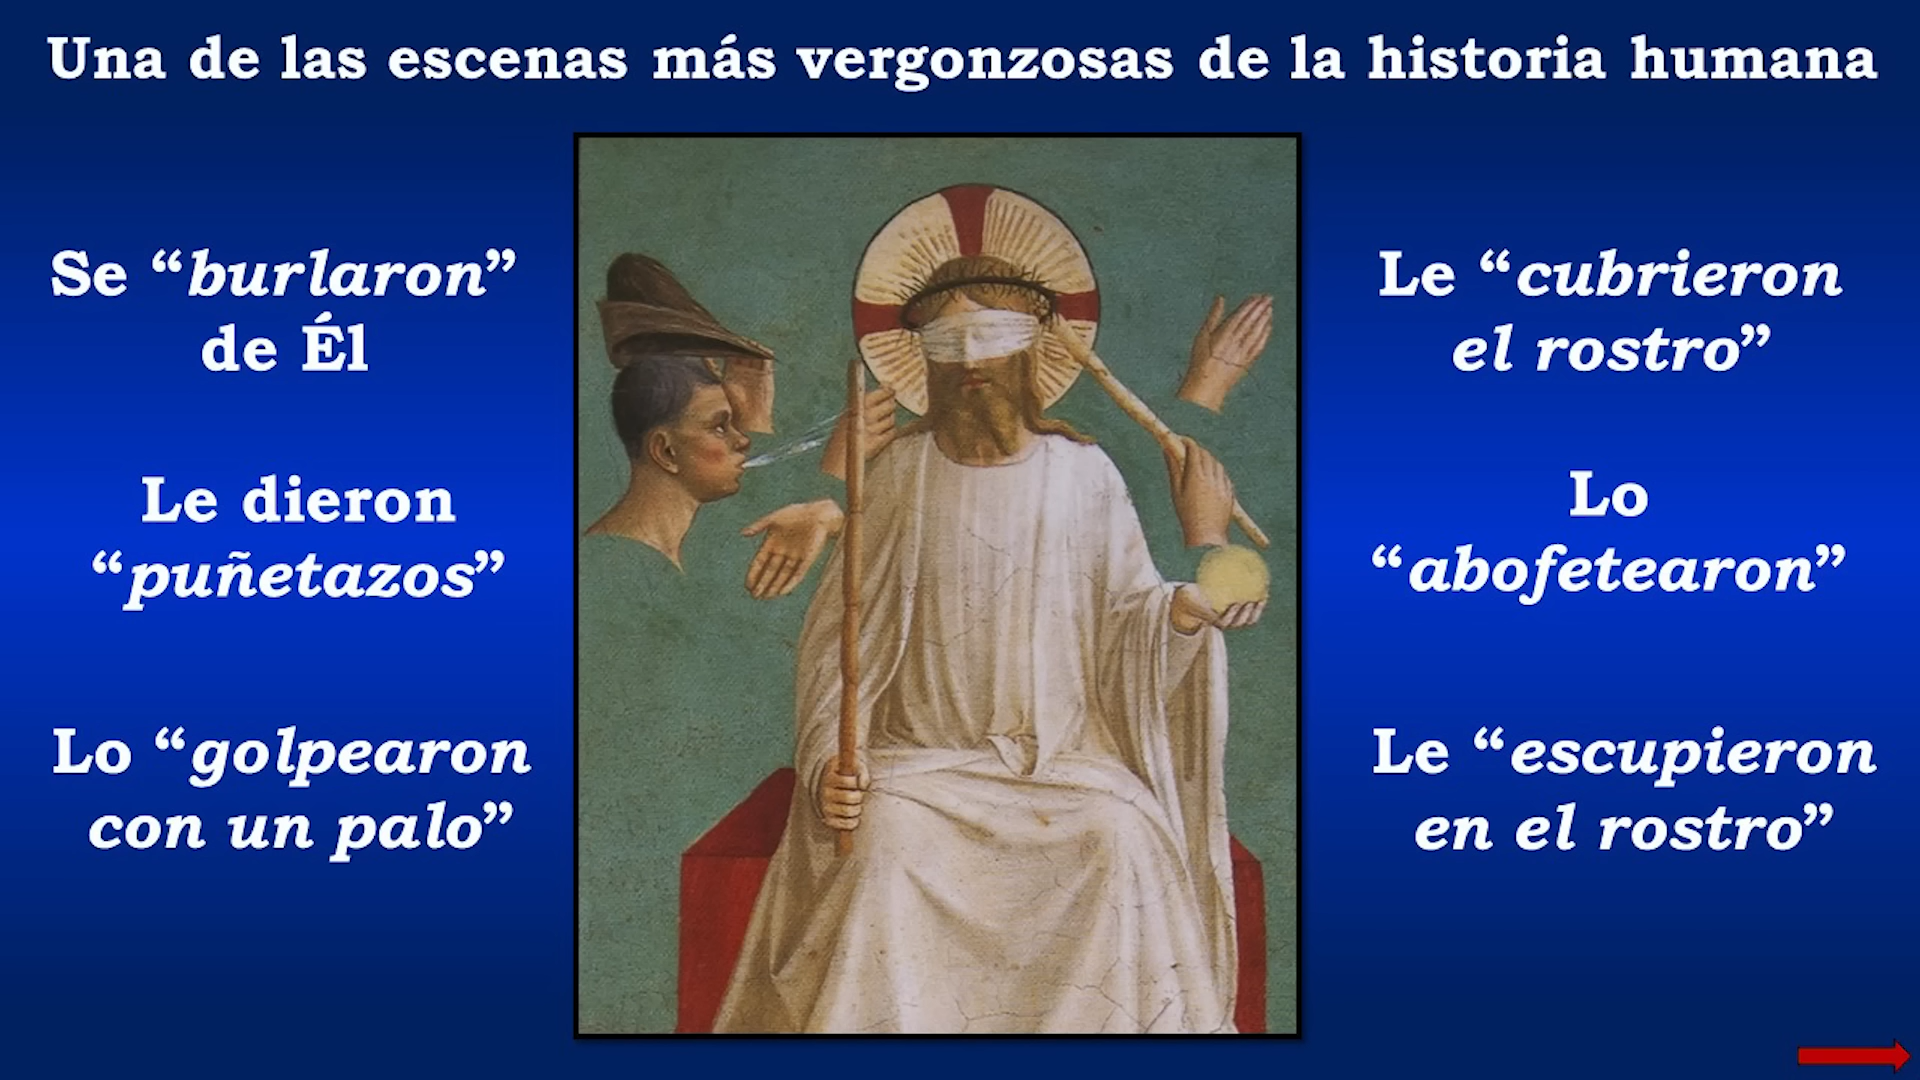 Una de las escenas más vergonzosas de la historia humana
Se “burlaron”
de Él
Le dieron
“puñetazos”
Lo “golpearon
con un palo”
Le “cubrieron
el rostro”
Lo
“abofetearon”
Le “escupieron
en el rostro”